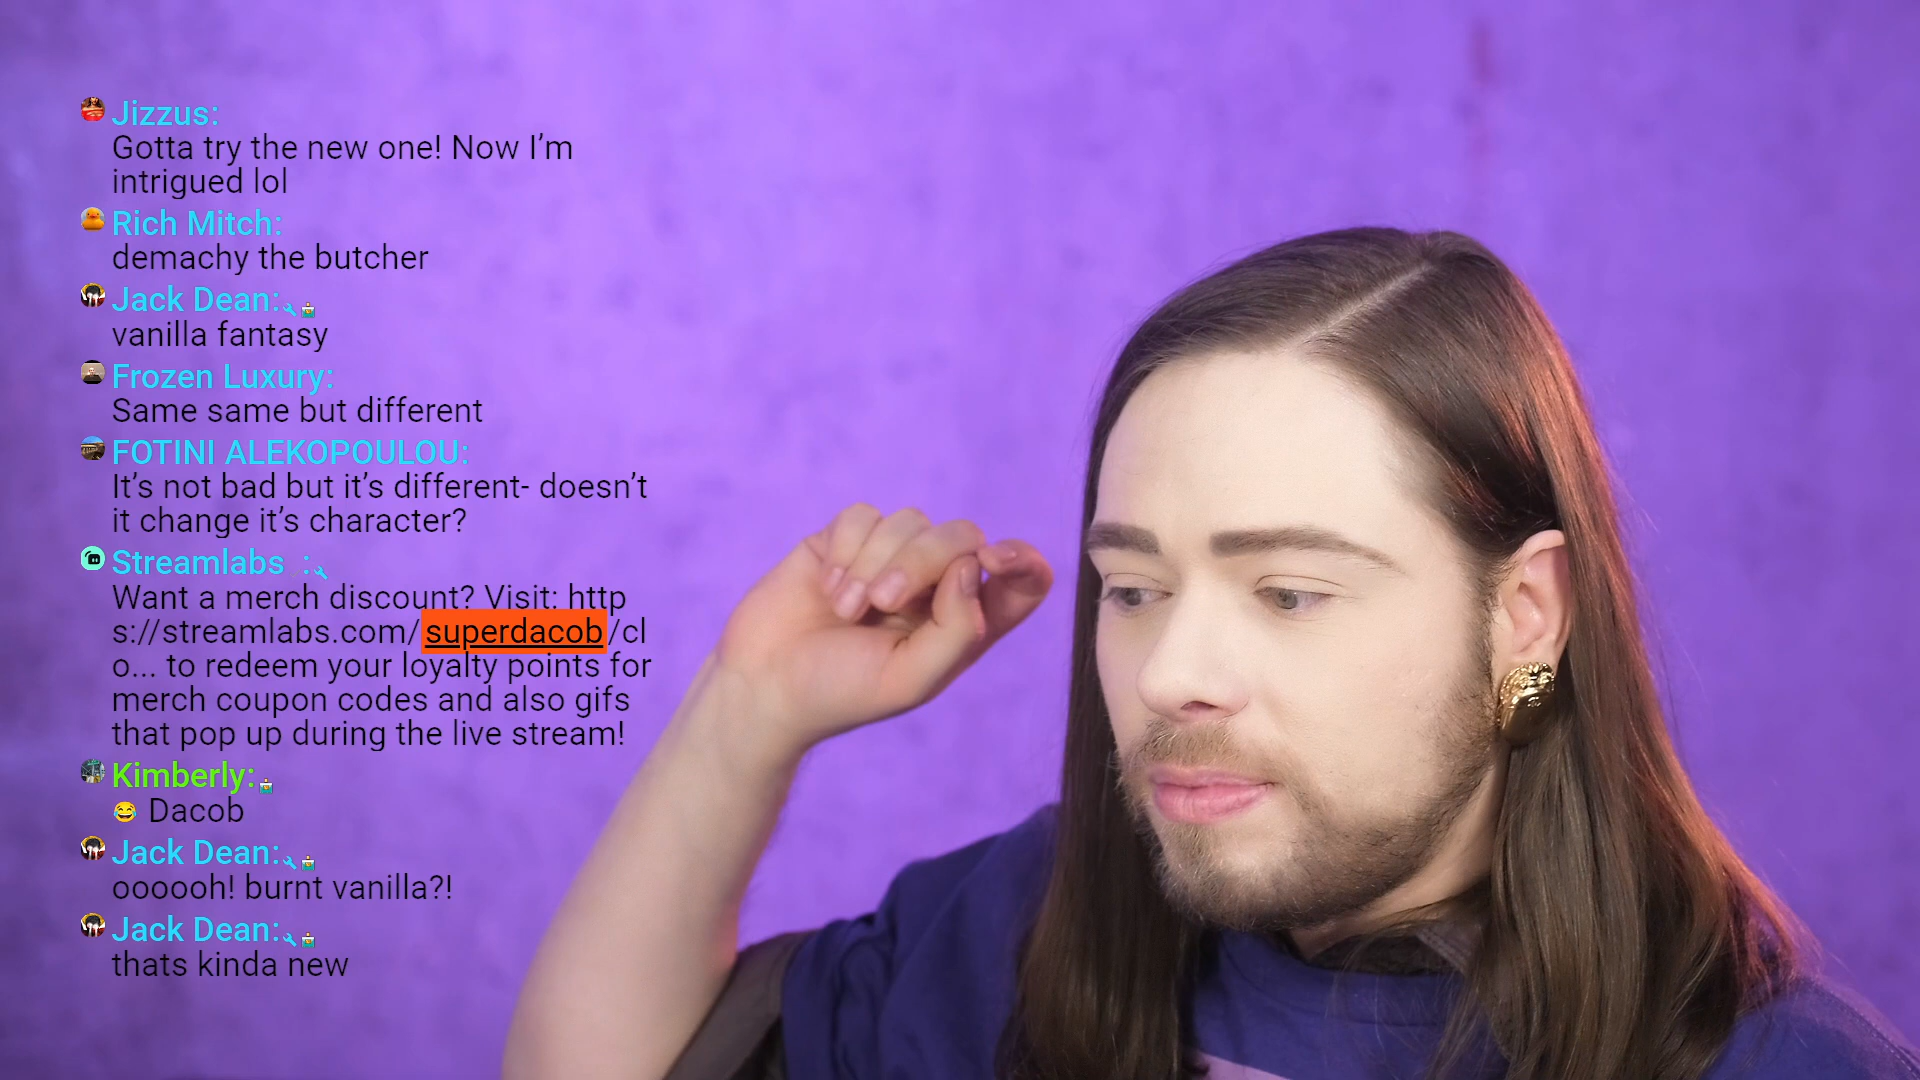 Jizzus:
Gotta try the new one! Now I’m
intrigued lol
Rich Mitch:
demachy the butcher
Jack Dean:
vanilla fantasy
Frozen Luxury:
Same same but different
FOTINI ALEKOPOULOU:
It’s not bad but it’s different- doesn’t
it change it’s character?
Streamlabs :
Want a merch discount? Visit: http
s://streamlabs.com/superdacob/cl
o... to redeem your loyalty points for
merch coupon codes and also gifs
that pop up during the live stream!
Kimberly:
😂 Dacob
Jack Dean:
oooooh! burnt vanilla?!
Jack Dean:
thats kinda new